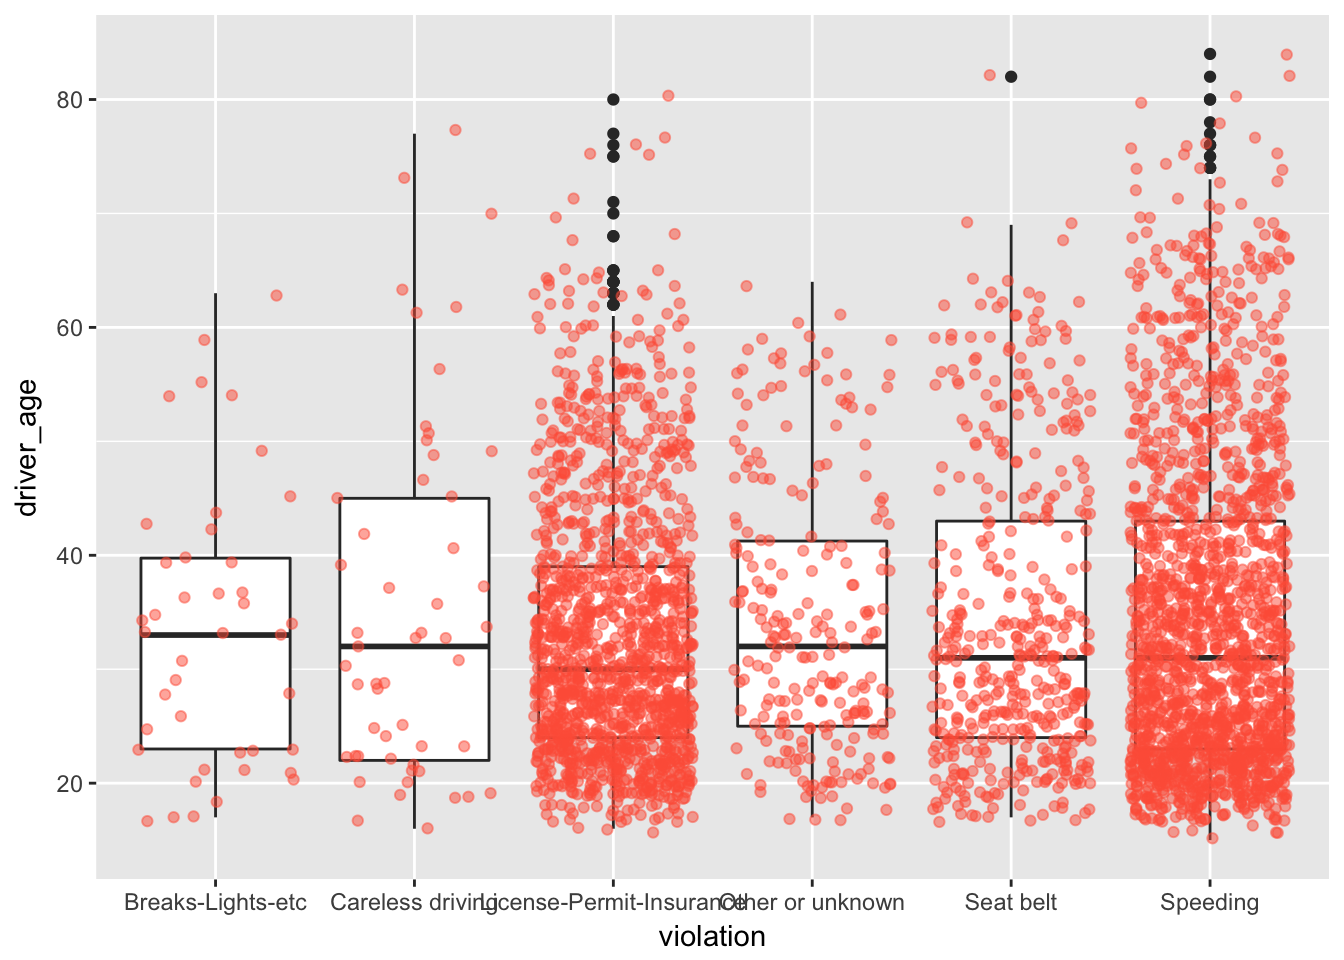 driver_age
80
60
40
20
Breaks-Lights-etc
Careless driving
License-Permit-Insurance
Other or unknown
Seat belt
Speeding
violation